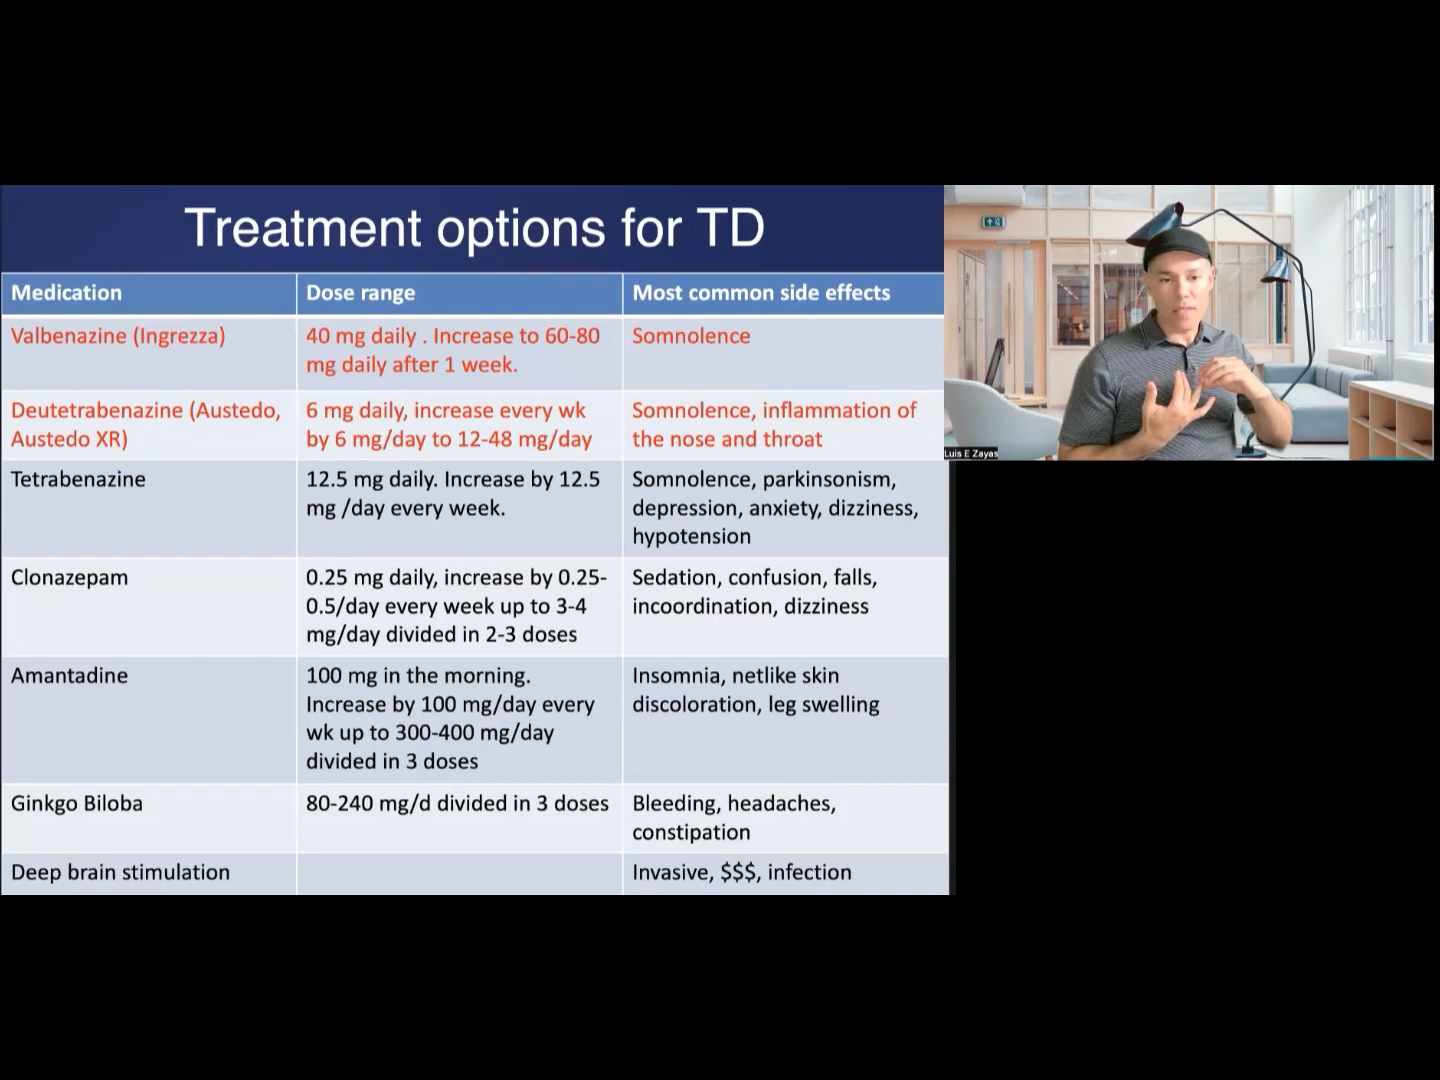 Treatment options for TD
Medication
Dose range
Most common side effects
Valbenazine (Ingrezza)
40 mg daily . Increase to 60-80
mg daily after 1 week.
Somnolence
Deutetrabenazine (Austedo,
Austedo XR)
6 mg daily, increase every wk
by 6 mg/day to 12-48 mg/day
Somnolence, inflammation of
the nose and throat
Tetrabenazine
12.5 mg daily. Increase by 12.5
mg /day every week.
Somnolence, parkinsonism,
depression, anxiety, dizziness,
hypotension
Clonazepam
0.25 mg daily, increase by 0.25-
0.5/day every week up to 3-4
mg/day divided in 2-3 doses
Sedation, confusion, falls,
incoordination, dizziness
Amantadine
100 mg in the morning.
Increase by 100 mg/day every
wk up to 300-400 mg/day
divided in 3 doses
Insomnia, netlike skin
discoloration, leg swelling
Ginkgo Biloba
80-240 mg/d divided in 3 doses
Bleeding, headaches,
constipation
Deep brain stimulation
Invasive, $$$, infection
Luis E Zayas